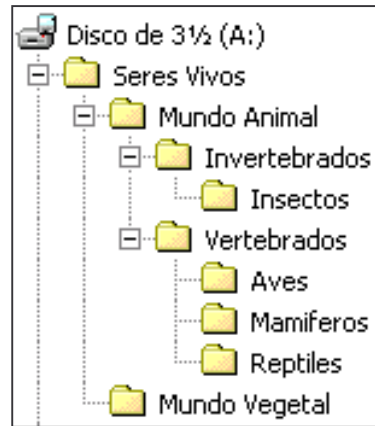 Disco de 3½ (A:)
Seres Vivos
Mundo Animal
Invertebrados
Insectos
Vertebrados
Aves
Mamiferos
Reptiles
Mundo Vegetal